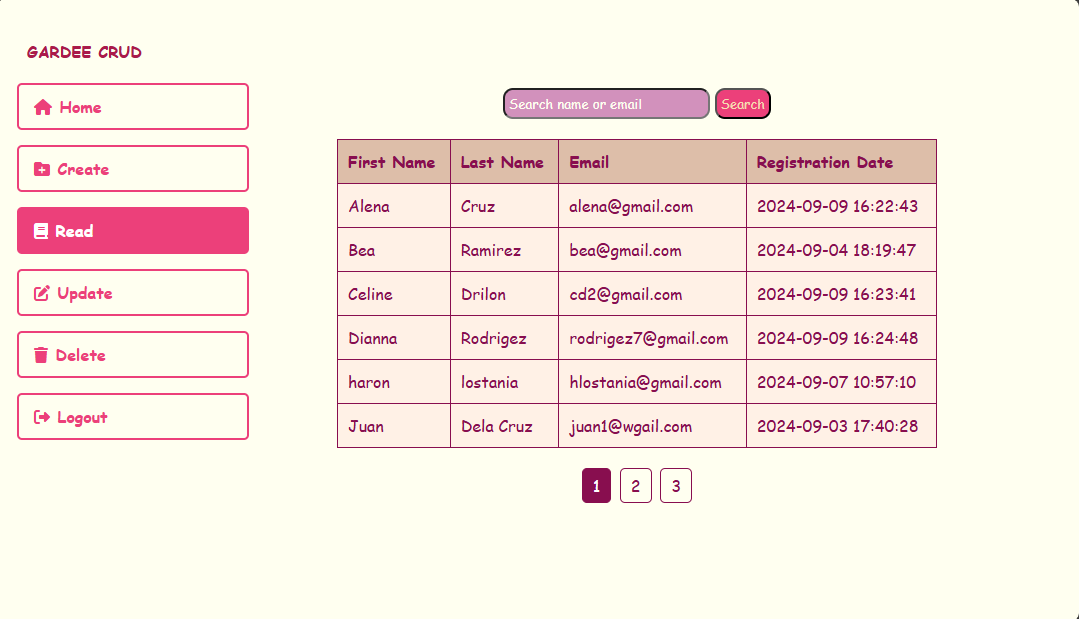 GARDEE CRUD
Home
Create
Read
Update
Delete
Logout
Search name or email Search
First Name Last Name Email Registration Date
Alena Cruz alena@gmail.com 2024-09-09 16:22:43
Bea Ramirez bea@gmail.com 2024-09-04 18:19:47
Celine Drilon cd2@gmail.com 2024-09-09 16:23:41
Dianna Rodrigez rodrigez7@gmail.com 2024-09-09 16:24:48
haron lostania hlostania@gmail.com 2024-09-07 10:57:10
Juan Dela Cruz juan1@wgail.com 2024-09-03 17:40:28
1 2 3